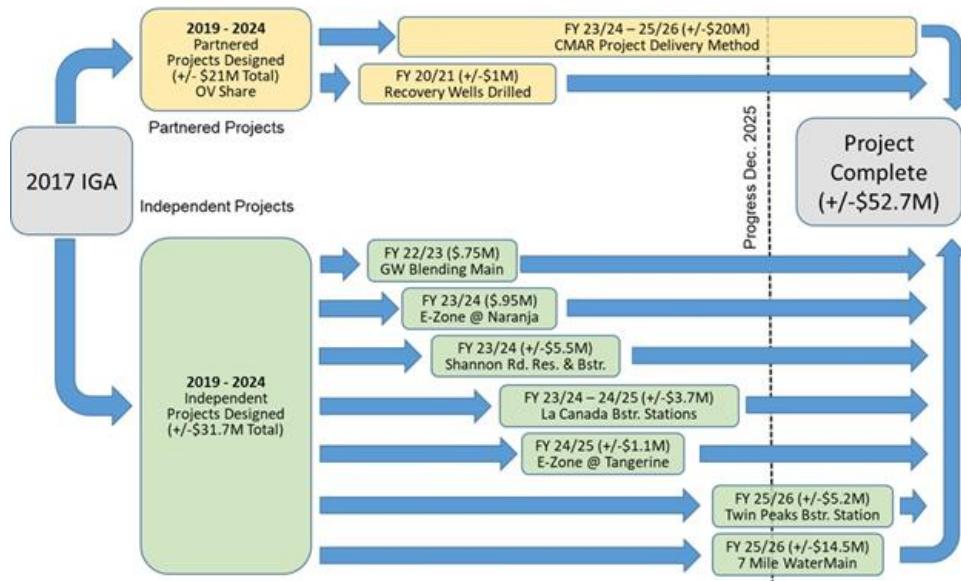 2019 - 2024
Partnered
Projects Designed
(+/- $21M Total)
OV Share
FY 23/24 – 25/26 (+/-$20M)
CMAR Project Delivery Method
FY 20/21 (+/-$1M)
Recovery Wells Drilled
Partnered Projects
2017 IGA
Independent Projects
Progress Dec. 2025
Project
Complete
(+/-$52.7M)
2019 - 2024
Independent
Projects Designed
(+/-$31.7M Total)
FY 22/23 ($.75M)
GW Blending Main
FY 23/24 ($.95M)
E-Zone @ Naranja
FY 23/24 (+/-$5.5M)
Shannon Rd. Res. & Bstr.
FY 23/24 – 24/25 (+/-$3.7M)
La Canada Bstr. Stations
FY 24/25 (+/-$1.1M)
E-Zone @ Tangerine
FY 25/26 (+/-$5.2M)
Twin Peaks Bstr. Station
FY 25/26 (+/-$14.5M)
7 Mile WaterMain